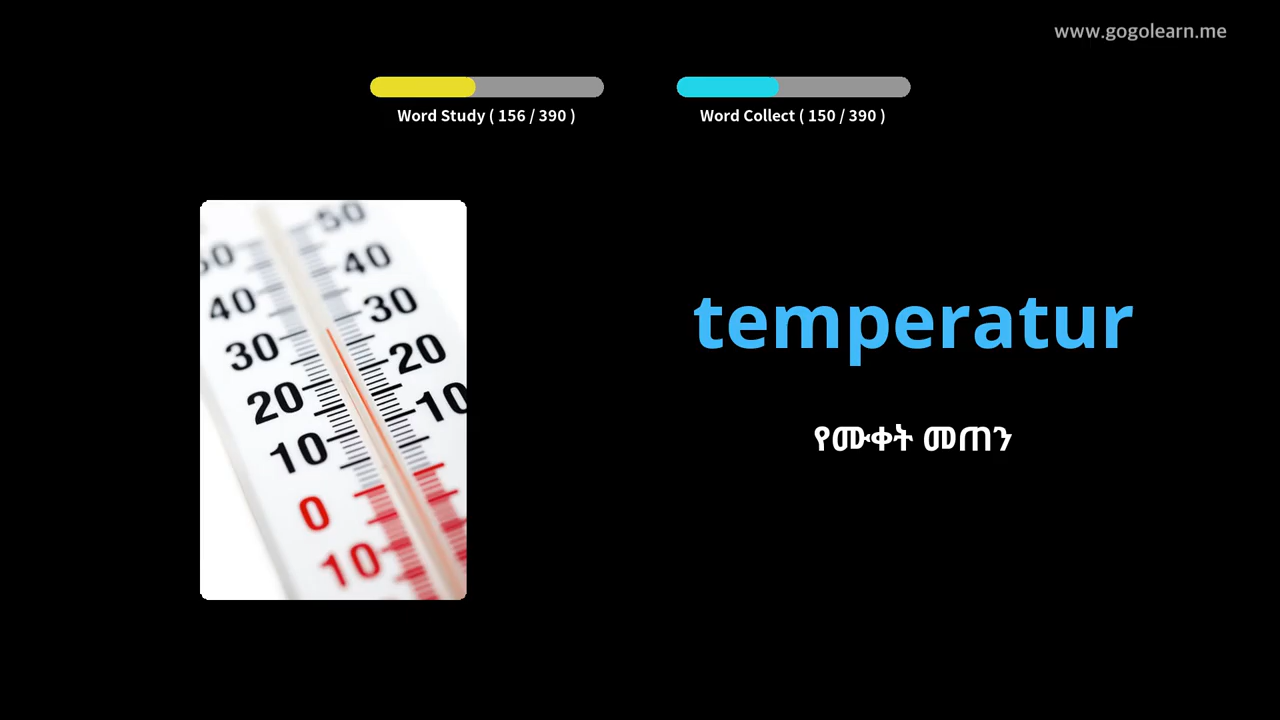 www.gogolearn.me
Word Study ( 156 / 390 )
Word Collect ( 150 / 390 )
50
50
40
40
30
30
20
20
10
10
0
10
temperatur
የሙቀት መጠን